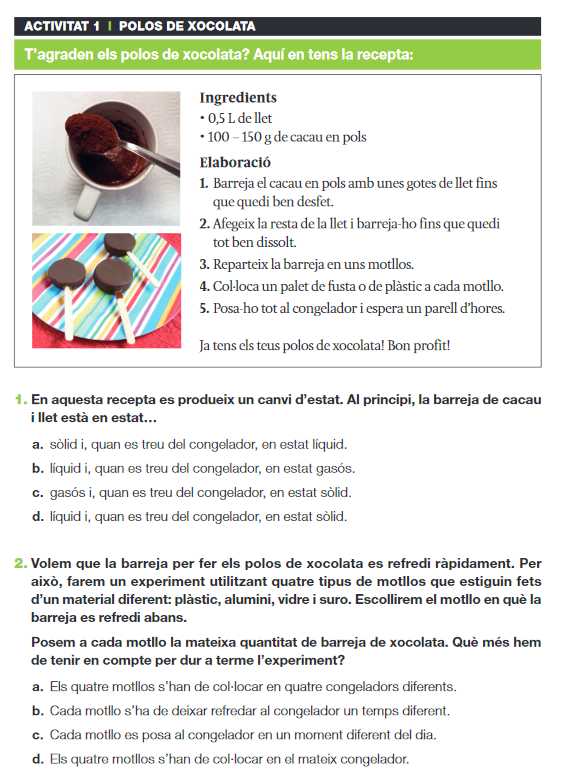 ACTIVITAT 1 I POLOS DE XOCOLATA
T’agraden els polos de xocolata? Aquí en tens la recepta:
Ingredients
• 0,5 L de llet
• 100 – 150 g de cacau en pols
Elaboració
1. Barreja el cacau en pols amb unes gotes de llet fins
que quedi ben desfet.
2. Afegeix la resta de la llet i barreja-ho fins que quedi
tot ben dissolt.
3. Reparteix la barreja en uns motllos.
4. Col·loca un palet de fusta o de plàstic a cada motllo.
5. Posa-ho tot al congelador i espera un parell d’hores.
Ja tens els teus polos de xocolata! Bon profit!
1. En aquesta recepta es produeix un canvi d’estat. Al principi, la barreja de cacau
i llet està en estat…
a. sòlid i, quan es treu del congelador, en estat líquid.
b. líquid i, quan es treu del congelador, en estat gasós.
c. gasós i, quan es treu del congelador, en estat sòlid.
d. líquid i, quan es treu del congelador, en estat sòlid.
2. Volem que la barreja per fer els polos de xocolata es refredi ràpidament. Per
això, farem un experiment utilitzant quatre tipus de motllos que estiguin fets
d’un material diferent: plàstic, alumini, vidre i suro. Escollirem el motllo en què la
barreja es refredi abans.
Posem a cada motllo la mateixa quantitat de barreja de xocolata. Què més hem
de tenir en compte per dur a terme l’experiment?
a. Els quatre motllos s’han de col·locar en quatre congeladors diferents.
b. Cada motllo s’ha de deixar refredar al congelador un temps diferent.
c. Cada motllo es posa al congelador en un moment diferent del dia.
d. Els quatre motllos s’han de col·locar en el mateix congelador.